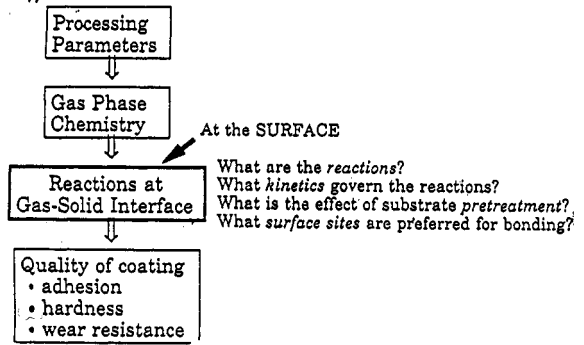 Processing
Parameters
Gas Phase
Chemistry
At the SURFACE
Reactions at
Gas-Solid Interface
What are the reactions?
What kinetics govern the reactions?
What is the effect of substrate pretreatment?
What surface sites are preferred for bonding?
Quality of coating
• adhesion
• hardness
• wear resistance